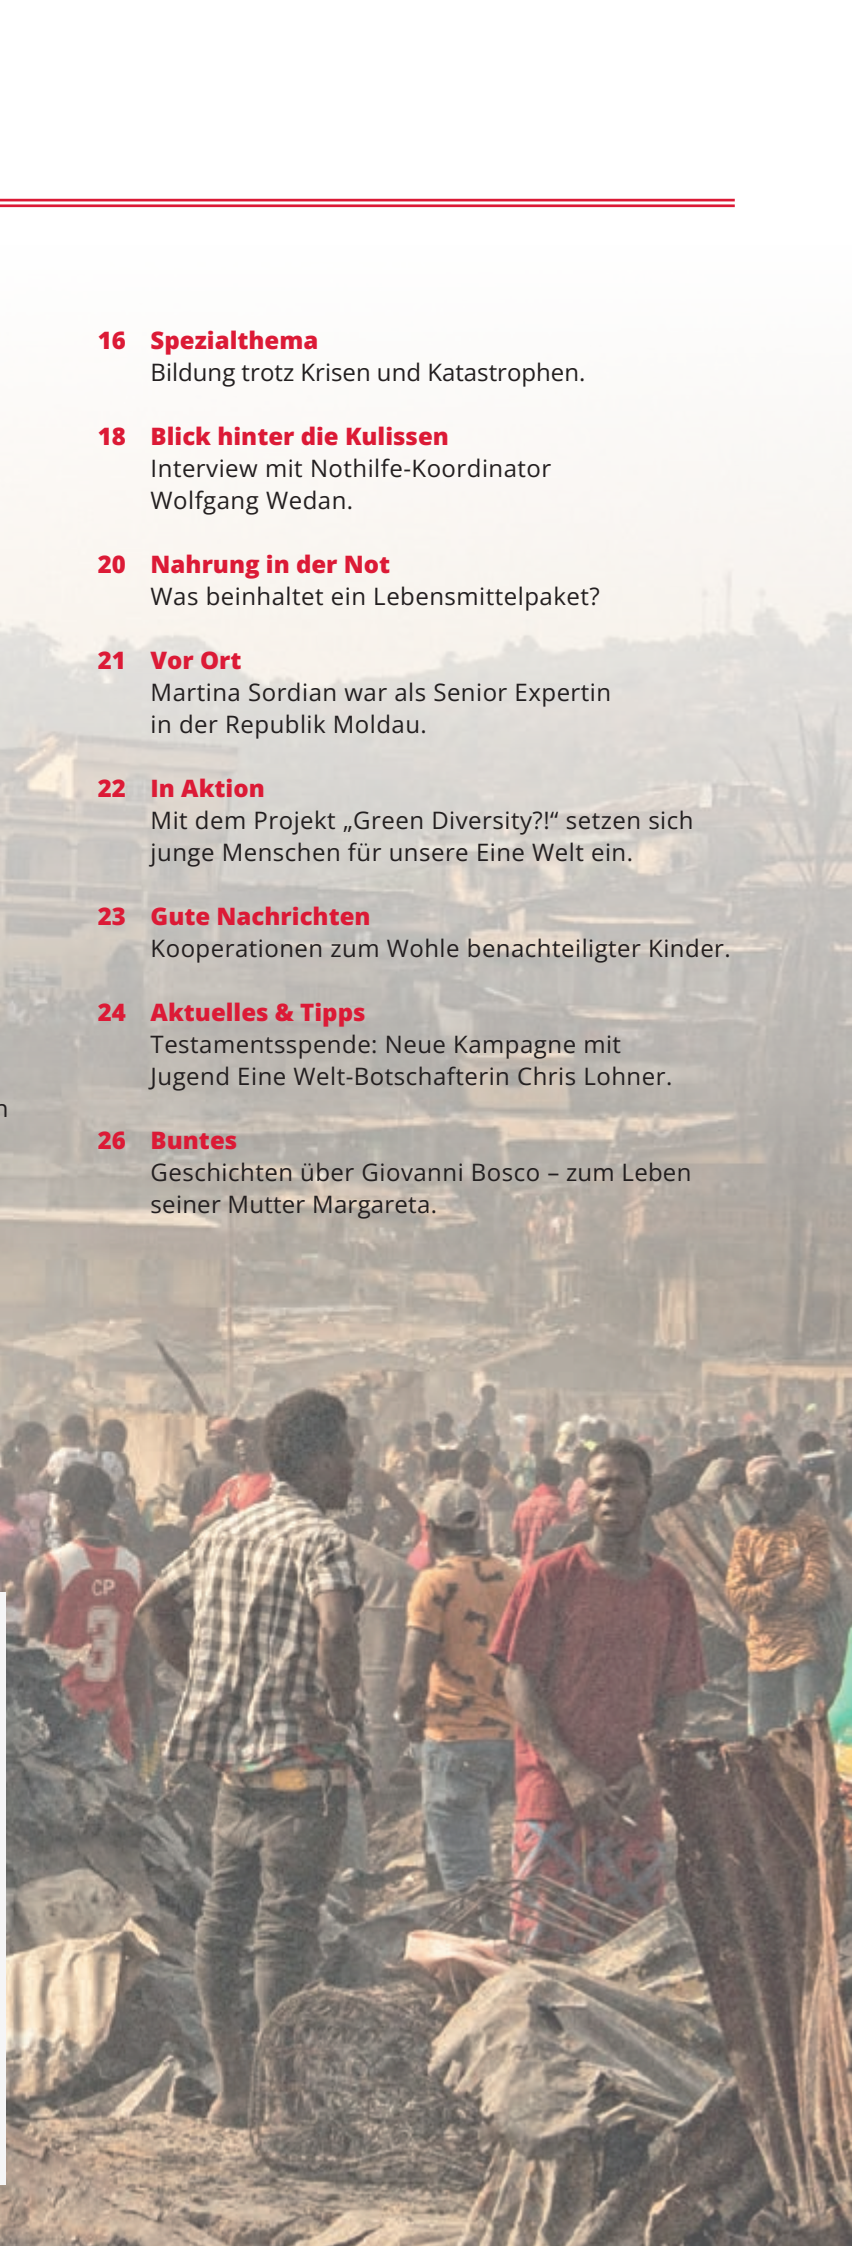 16 Spezialthema
Bildung trotz Krisen und Katastrophen.
18 Blick hinter die Kulissen
Interview mit Nothilfe-Koordinator
Wolfgang Wedan.
20 Nahrung in der Not
Was beinhaltet ein Lebensmittelpaket?
21 Vor Ort
Martina Sordian war als Senior Expertin
in der Republik Moldau.
22 In Aktion
Mit dem Projekt „Green Diversity?!“ setzen sich
junge Menschen für unsere Eine Welt ein.
23 Gute Nachrichten
Kooperationen zum Wohle benachteiligter Kinder.
24 Aktuelles & Tipps
Testamentsspende: Neue Kampagne mit
Jugend Eine Welt-Botschafterin Chris Lohner.
26 Buntes
Geschichten über Giovanni Bosco – zum Leben
seiner Mutter Margareta.
CP
3